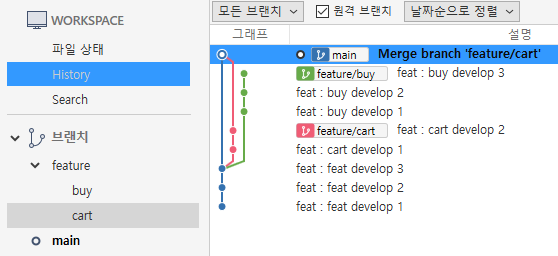 WORKSPACE
파일 상태
History
Search
브랜치
feature
buy
cart
main
모든 브랜치
원격 브랜치
날짜순으로 정렬
그래프
설명
main Merge branch 'feature/cart'
feature/buy feat : buy develop 3
feat : buy develop 2
feat : buy develop 1
feature/cart feat : cart develop 2
feat : cart develop 1
feat : feat develop 3
feat : feat develop 2
feat : feat develop 1